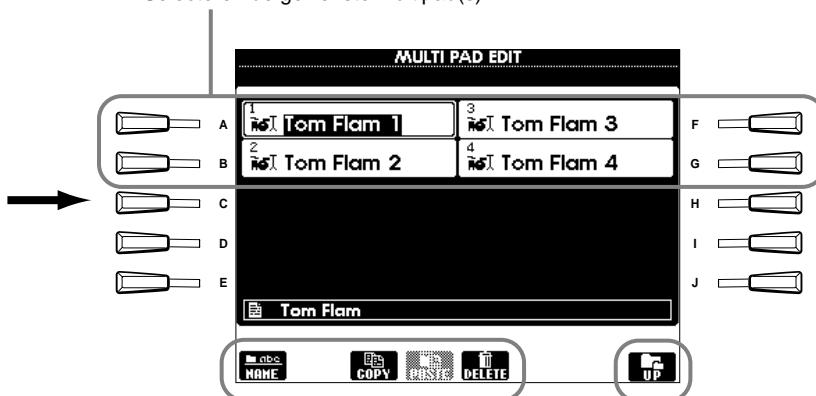 MULTI PAD EDIT
1 Tom Flam 1
3 Tom Flam 3
2 Tom Flam 2
4 Tom Flam 4
A
B
C
D
E
F
G
H
I
J
Tom Flam
abc
NAME
COPY
PASTE
DELETE
UP